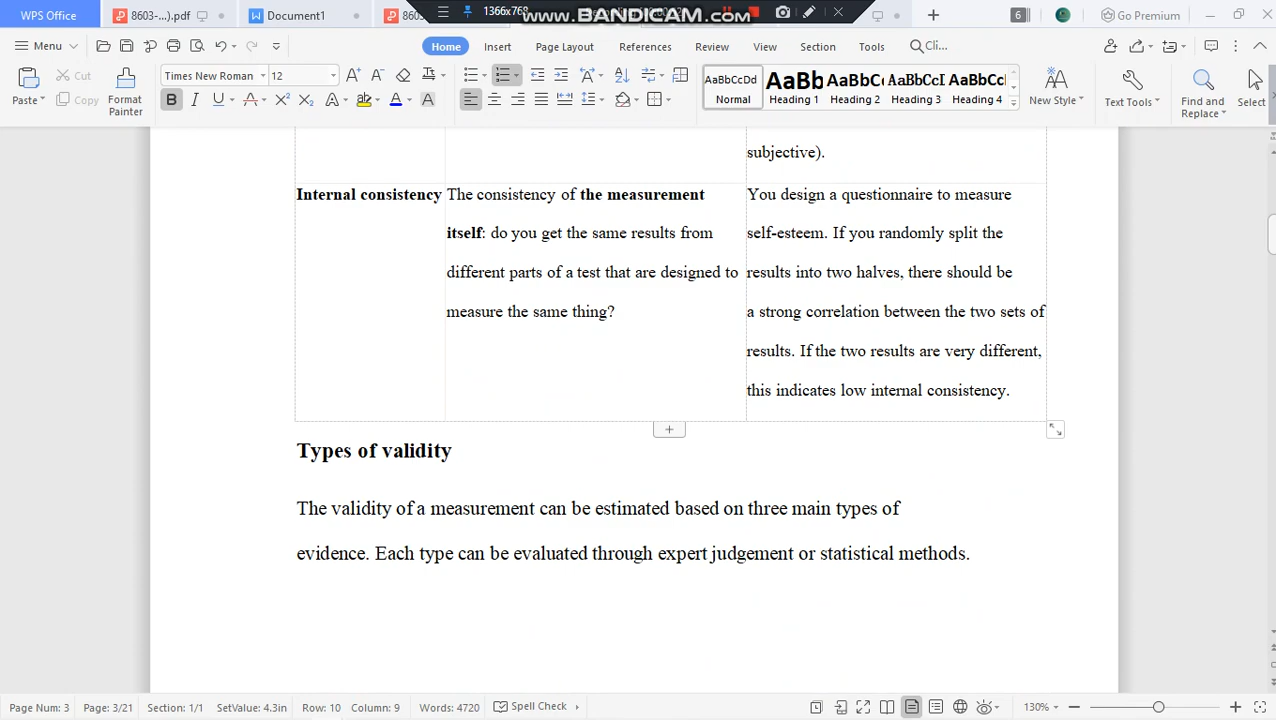 WPS Office
8603-...).pdf
Document1
860
1366x768
www.BANDICAM.com
6
Go Premium
Menu
Home
Insert
Page Layout
References
Review
View
Section
Tools
Cli...
Paste
Cut
Copy
Format
Painter
Times New Roman
12
AaBbCcDd
Normal
AaBb
Heading 1
AaBbC
Heading 2
AaBbCcI
Heading 3
AaBbC
Heading 4
New Style
Text Tools
Find and
Replace
Select
subjective).
Internal consistency
The consistency of the measurement
itself: do you get the same results from
different parts of a test that are designed to
measure the same thing?
You design a questionnaire to measure
self-esteem. If you randomly split the
results into two halves, there should be
a strong correlation between the two sets of
results. If the two results are very different,
this indicates low internal consistency.
Types of validity
The validity of a measurement can be estimated based on three main types of
evidence. Each type can be evaluated through expert judgement or statistical methods.
Page Num: 3
Page: 3/21
Section: 1/1
SetValue: 4.3in
Row: 10
Column: 9
Words: 4720
Spell Check
130%